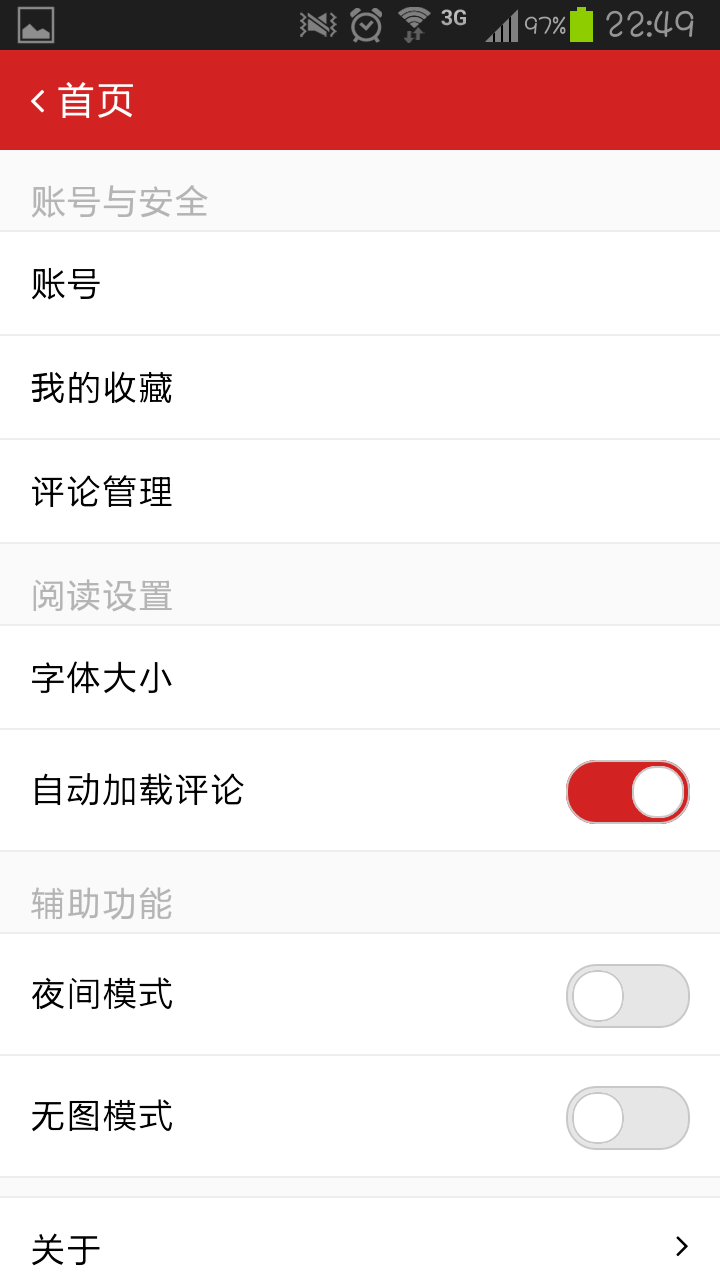 3G 97% 22:49
首页
账号与安全
账号
我的收藏
评论管理
阅读设置
字体大小
自动加载评论
辅助功能
夜间模式
无图模式
关于